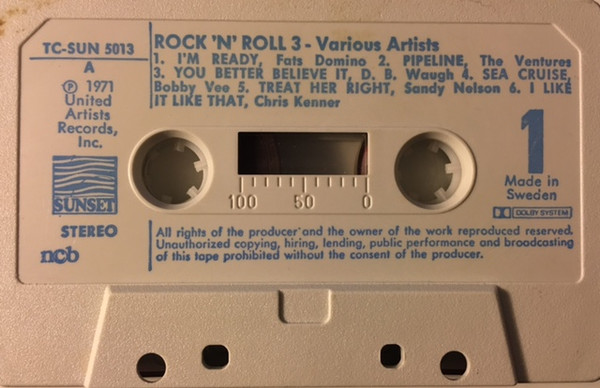 TC-SUN 5013
A
℗ 1971
United
Artists
Records,
Inc.
SUNSET
STEREO
ncb
ROCK 'N' ROLL 3 - Various Artists
1. I'M READY, Fats Domino 2. PIPELINE, The Ventures
3. YOU BETTER BELIEVE IT, D. B. Waugh 4. SEA CRUISE,
Bobby Vee 5. TREAT HER RIGHT, Sandy Nelson 6. I LIKE
IT LIKE THAT, Chris Kenner
1
100 50 0
Made in
Sweden
DOLBY SYSTEM
All rights of the producer and the owner of the work reproduced reserved.
Unauthorized copying, hiring, lending, public performance and broadcasting
of this tape prohibited without the consent of the producer.